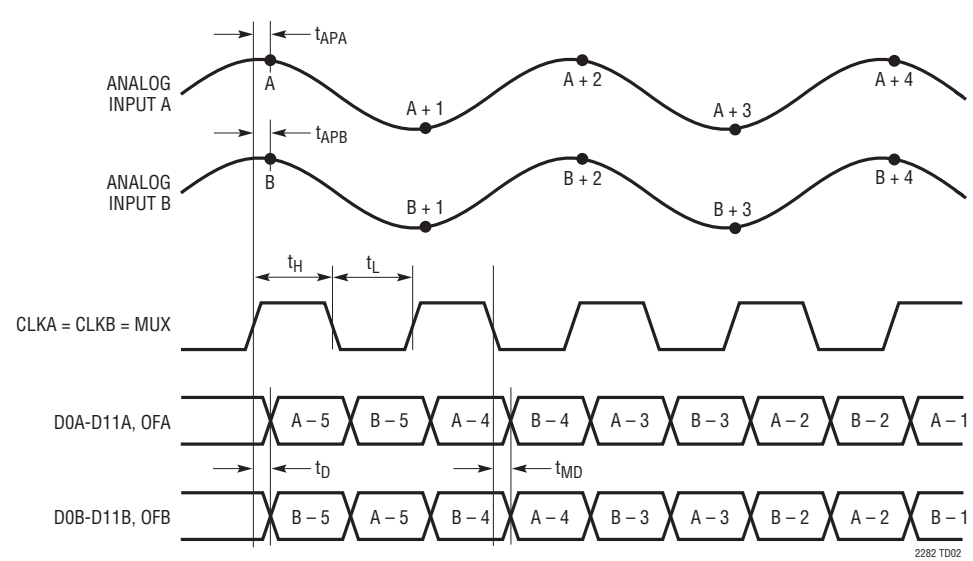 tAPA
ANALOG
INPUT A
A
A + 1
A + 2
A + 3
A + 4
tAPB
ANALOG
INPUT B
B
B + 1
B + 2
B + 3
B + 4
tH
tL
CLKA = CLKB = MUX
D0A-D11A, OFA
A – 5
B – 5
A – 4
B – 4
A – 3
B – 3
A – 2
B – 2
A – 1
tD
tMD
D0B-D11B, OFB
B – 5
A – 5
B – 4
A – 4
B – 3
A – 3
B – 2
A – 2
B – 1
2282 TD02